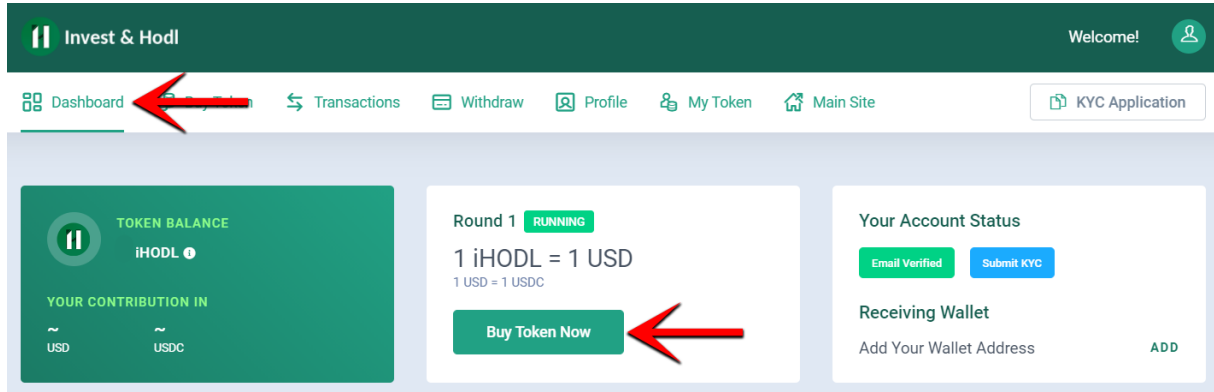 Invest & Hodl
Welcome!
Dashboard
Transactions
Withdraw
Profile
My Token
Main Site
KYC Application
TOKEN BALANCE
iHODL
YOUR CONTRIBUTION IN
~ ~
USD USDC
Round 1 RUNNING
1 iHODL = 1 USD
1 USD = 1 USDC
Buy Token Now
Your Account Status
Email Verified Submit KYC
Receiving Wallet
Add Your Wallet Address ADD